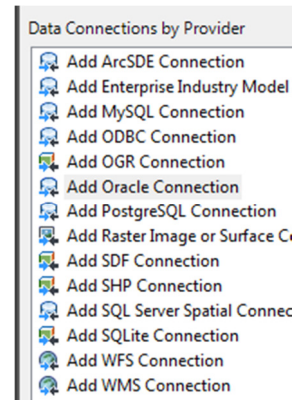 Data Connections by Provider
Add ArcSDE Connection
Add Enterprise Industry Model
Add MySQL Connection
Add ODBC Connection
Add OGR Connection
Add Oracle Connection
Add PostgreSQL Connection
Add Raster Image or Surface
Add SDF Connection
Add SHP Connection
Add SQL Server Spatial
Add SQLite Connection
Add WFS Connection
Add WMS Connection